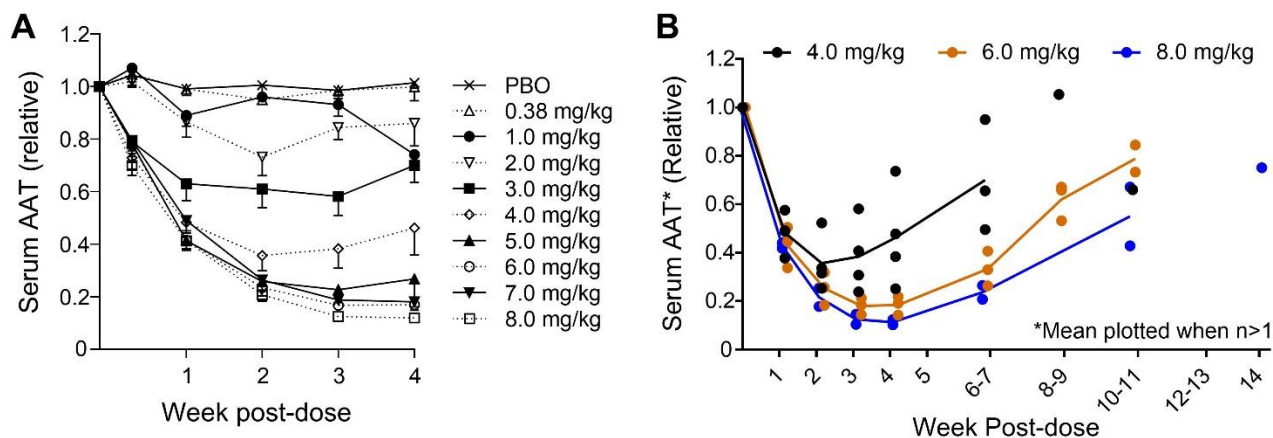 A
Serum AAT (relative)
1.2
1.0
0.8
0.6
0.4
0.2
0
1 2 3 4
Week post-dose
PBO
0.38 mg/kg
1.0 mg/kg
2.0 mg/kg
3.0 mg/kg
4.0 mg/kg
5.0 mg/kg
6.0 mg/kg
7.0 mg/kg
8.0 mg/kg
B
4.0 mg/kg 6.0 mg/kg 8.0 mg/kg
Serum AAT* (Relative)
1.2
1.0
0.8
0.6
0.4
0.2
0
*Mean plotted when n>1
1 2 3 4 5 6-7 8-9 10-11 12-13 14
Week Post-dose